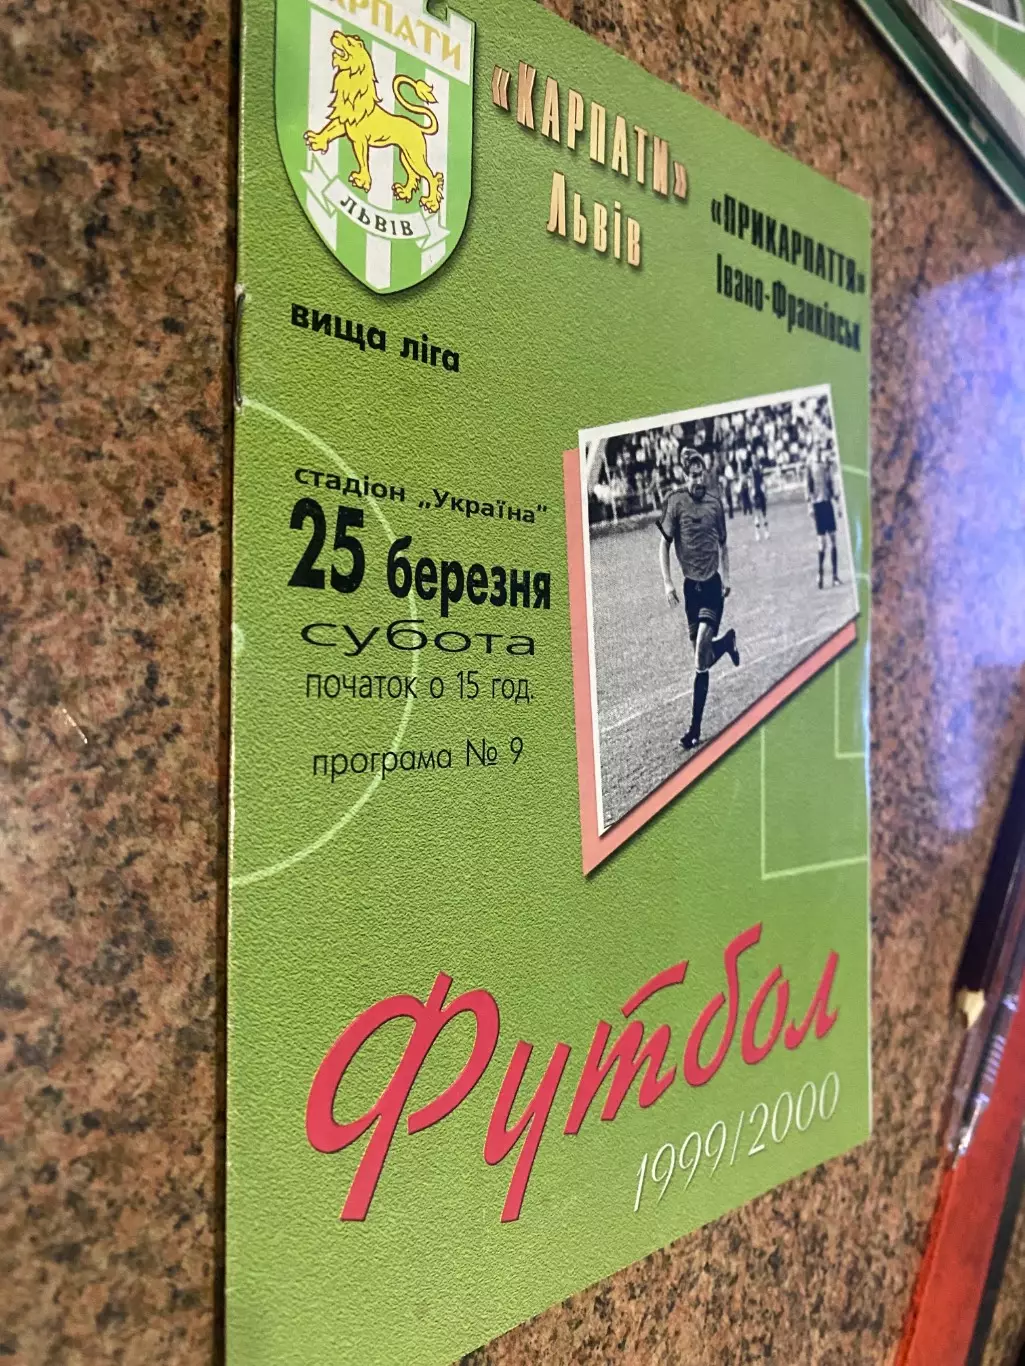 КАРПАТИ
ЛЬВІВ
«КАРПАТИ»
Львів
«ПРИКАРПАТТЯ»
Івано-Франківськ
вища ліга
стадіон „Україна"
25 березня
субота
початок о 15 год.
програма № 9
Футбол
1999/2000